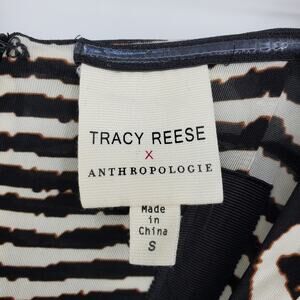 TRACY REESE
X
ANTHROPOLOGIE
Made
in
China
S